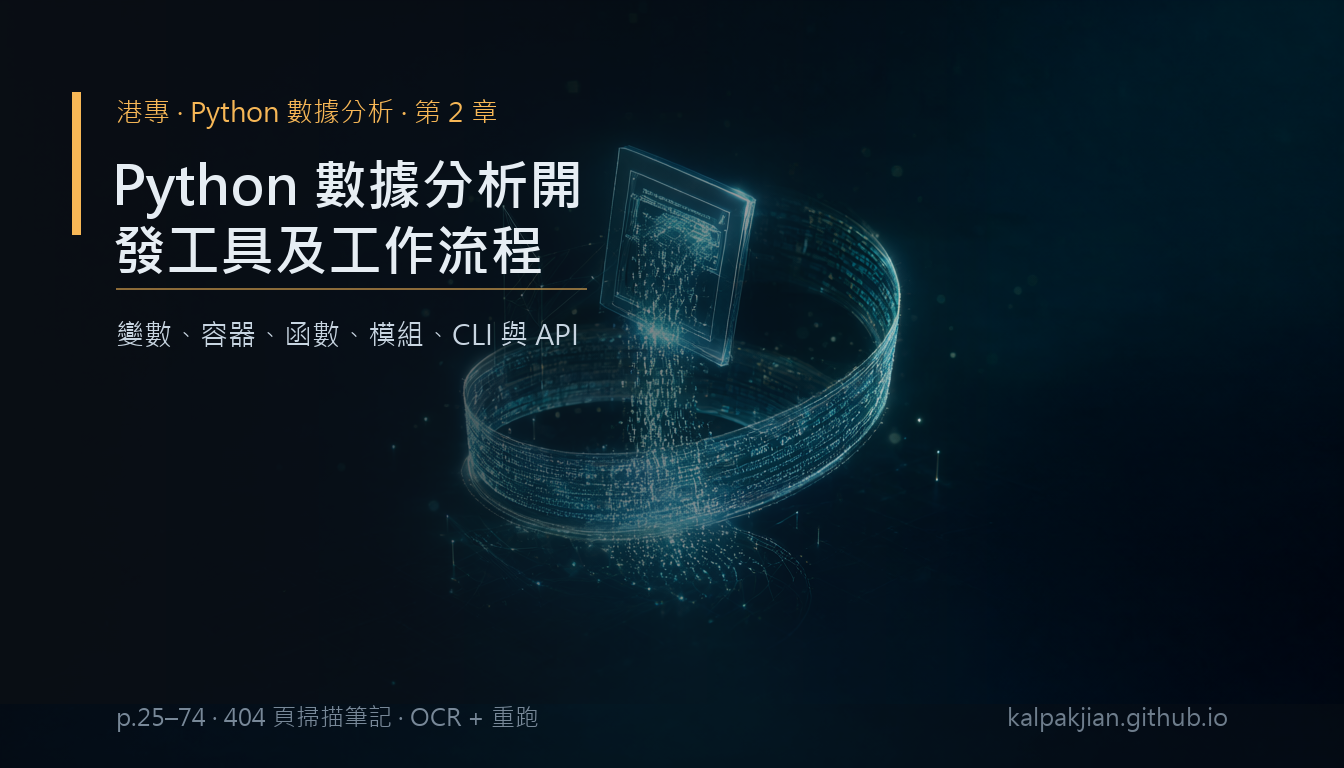 港專 · Python 數據分析 · 第 2 章
Python 數據分析開
發工具及工作流程
變數、容器、函數、模組、CLI 與 API
p.25–74 · 404 頁掃描筆記 · OCR + 重跑
kalpakjian.github.io